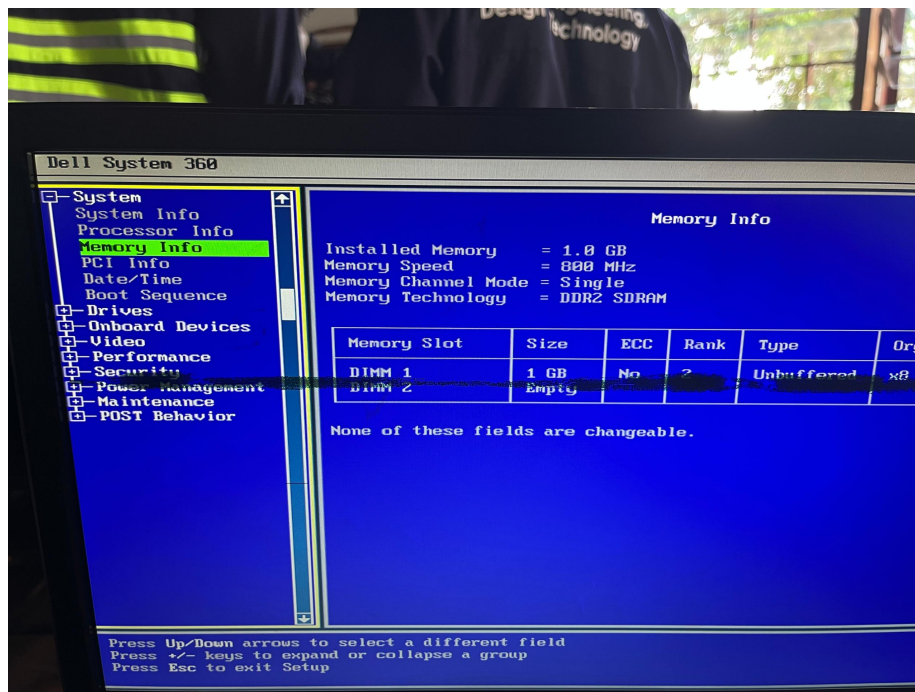 Design Engineering,
Technology
Dell System 360
System
System Info
Processor Info
Memory Info
PCI Info
Date/Time
Boot Sequence
Drives
Onboard Devices
Video
Performance
Security
Power Management
Maintenance
POST Behavior
Memory Info
Installed Memory = 1.0 GB
Memory Speed = 800 MHz
Memory Channel Mode = Single
Memory Technology = DDR2 SDRAM
Memory Slot Size ECC Rank Type
DIMM 1 1 GB No 2 Unbuffered x8
DIMM 2 Empty
None of these fields are changeable.
Press Up/Down arrows to select a different field
Press +/- keys to expand or collapse a group
Press Esc to exit Setup